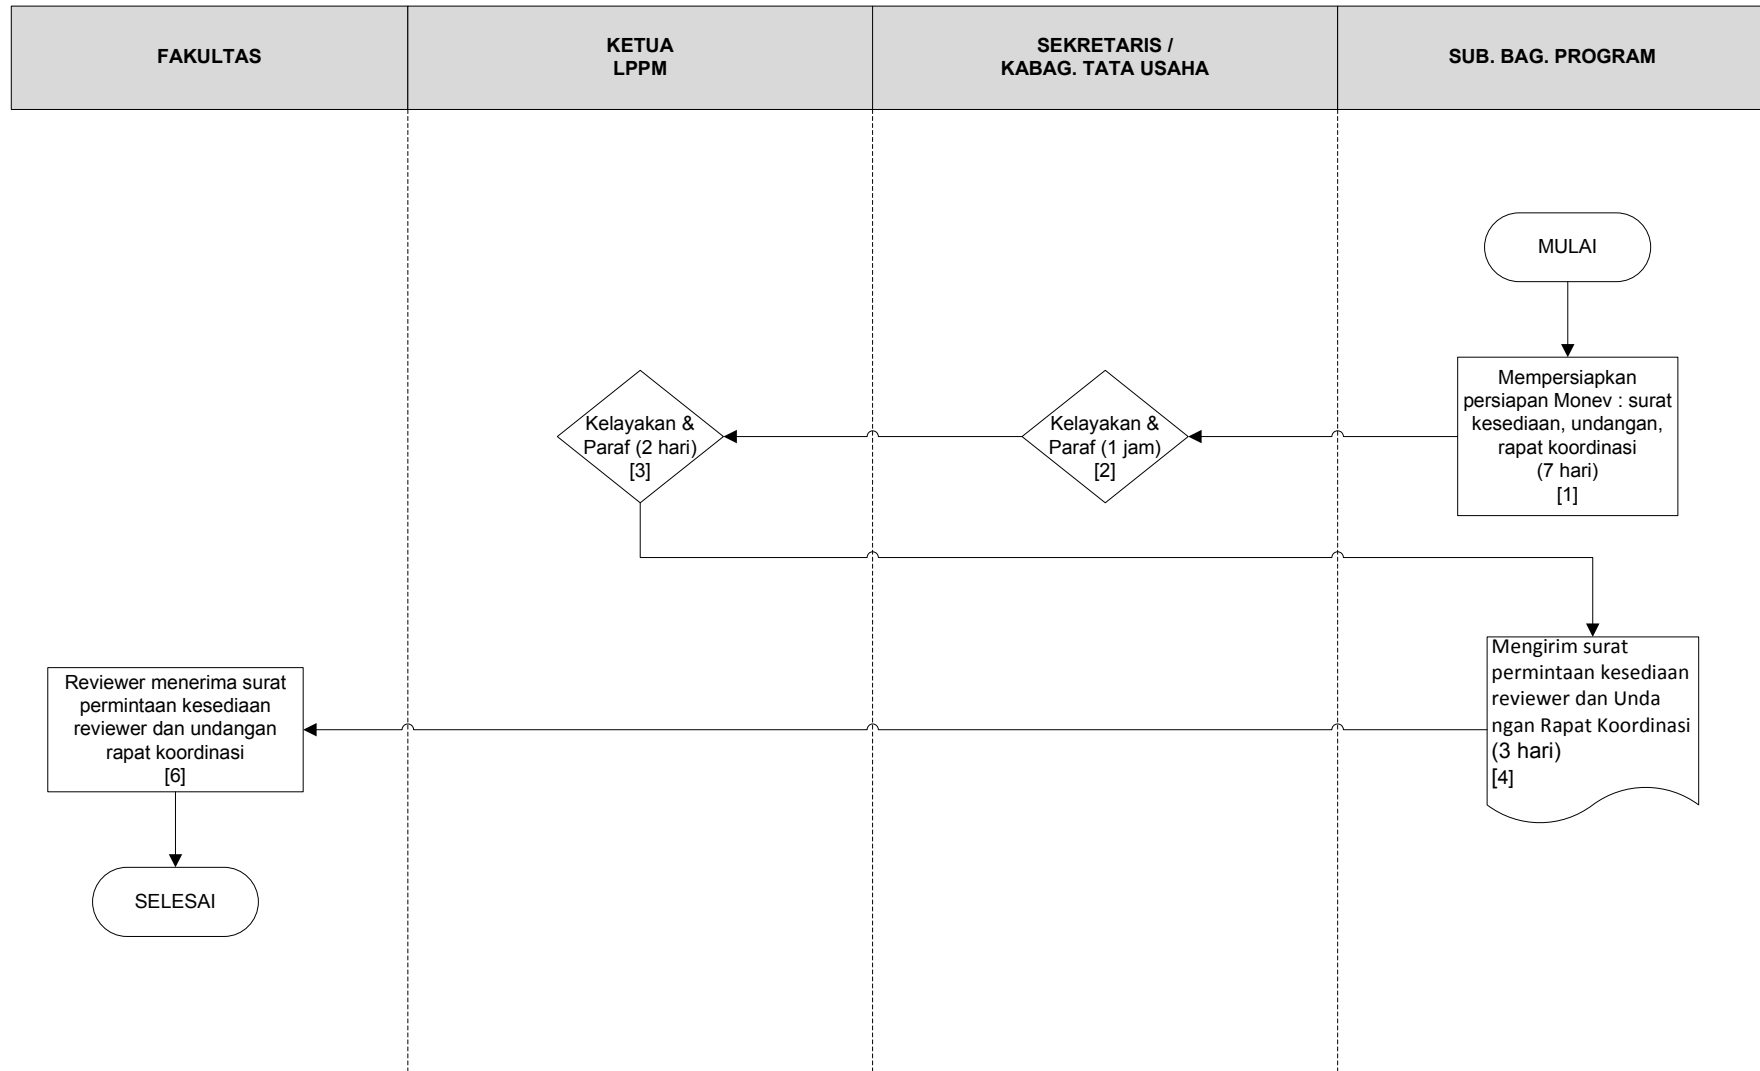 FAKULTAS
KETUA
LPPM
SEKRETARIS /
KABAG. TATA USAHA
SUB. BAG. PROGRAM
MULAI
Mempersiapkan
persiapan Monev : surat
kesediaan, undangan,
rapat koordinasi
(7 hari)
[1]
Kelayakan &
Paraf (1 jam)
[2]
Kelayakan &
Paraf (2 hari)
[3]
Mengirim surat
permintaan kesediaan
reviewer dan Unda
ngan Rapat Koordinasi
(3 hari)
[4]
Reviewer menerima surat
permintaan kesediaan
reviewer dan undangan
rapat koordinasi
[6]
SELESAI